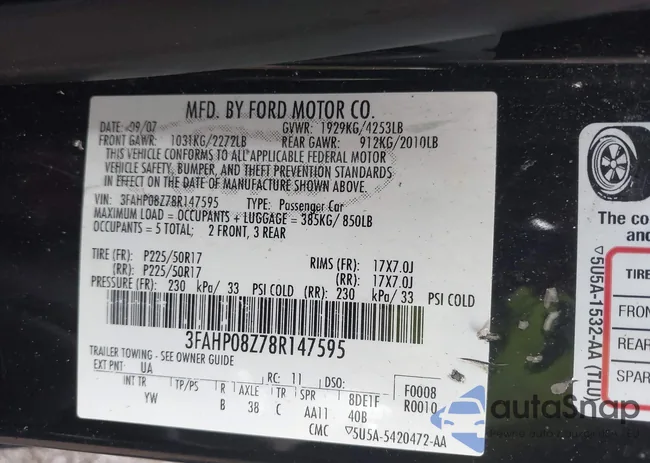 MFD. BY FORD MOTOR CO.
DATE: 09/07 GVWR: 1929KG/4253LB
FRONT GAWR: 1031KG/2272LB REAR GAWR: 912KG/2010LB
THIS VEHICLE CONFORMS TO ALL APPLICABLE FEDERAL MOTOR
VEHICLE SAFETY, BUMPER, AND THEFT PREVENTION STANDARDS
IN EFFECT ON THE DATE OF MANUFACTURE SHOWN ABOVE.
VIN: 3FAHP08Z78R147595 TYPE: Passenger Car
MAXIMUM LOAD = OCCUPANTS + LUGGAGE = 385KG/ 850LB
OCCUPANTS = 5 TOTAL; 2 FRONT, 3 REAR
TIRE (FR): P225/50R17 RIMS (FR): 17X7.0J
(RR): P225/50R17 (RR): 17X7.0J
PRESSURE (FR): 230 kPa/ 33 PSI COLD (RR): 230 kPa/ 33 PSI COLD
3FAHP08Z78R147595
TRAILER TOWING - SEE OWNER GUIDE
EXT PNT: UA RC: 11 DSO: F0008
INT TR TP/PS R AXLE TR SPR 8DE1F R0010
YW B 38 C AA11 40B
CMC ▽5U5A-5420472-AA
The co
and
TIRE
FRON
REAR
SPAR
▽5U5A-1532-AA (TLU)
autoSnap